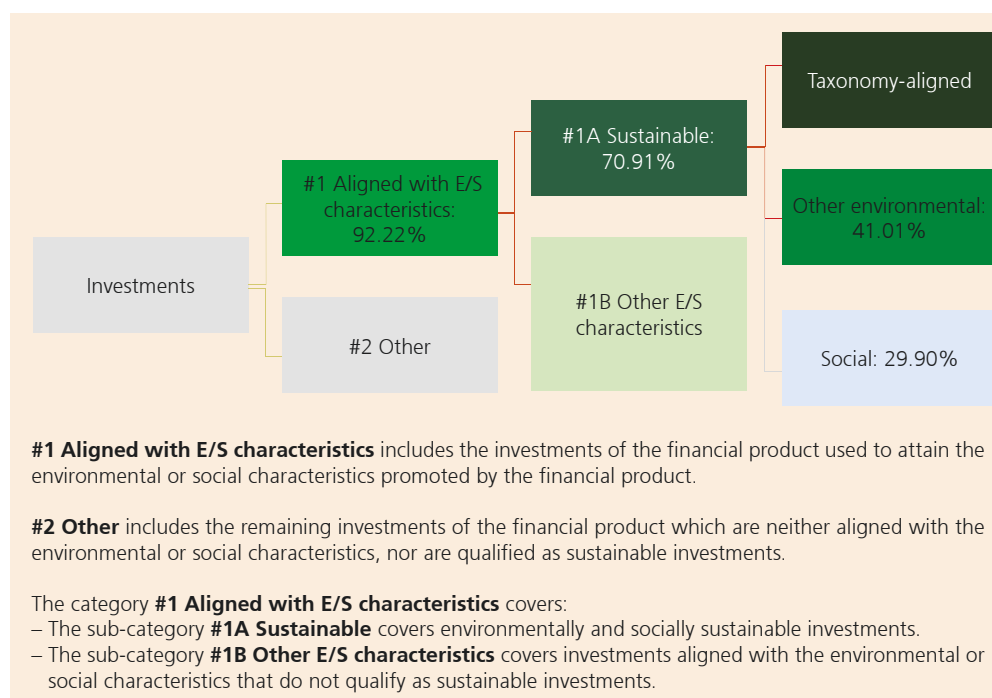 Taxonomy-aligned
#1A Sustainable:
70.91%
#1 Aligned with E/S
characteristics:
92.22%
Other environmental:
41.01%
Investments
#1B Other E/S
characteristics
#2 Other
Social: 29.90%
#1 Aligned with E/S characteristics includes the investments of the financial product used to attain the
environmental or social characteristics promoted by the financial product.
#2 Other includes the remaining investments of the financial product which are neither aligned with the
environmental or social characteristics, nor are qualified as sustainable investments.
The category #1 Aligned with E/S characteristics covers:
– The sub-category #1A Sustainable covers environmentally and socially sustainable investments.
– The sub-category #1B Other E/S characteristics covers investments aligned with the environmental or
social characteristics that do not qualify as sustainable investments.